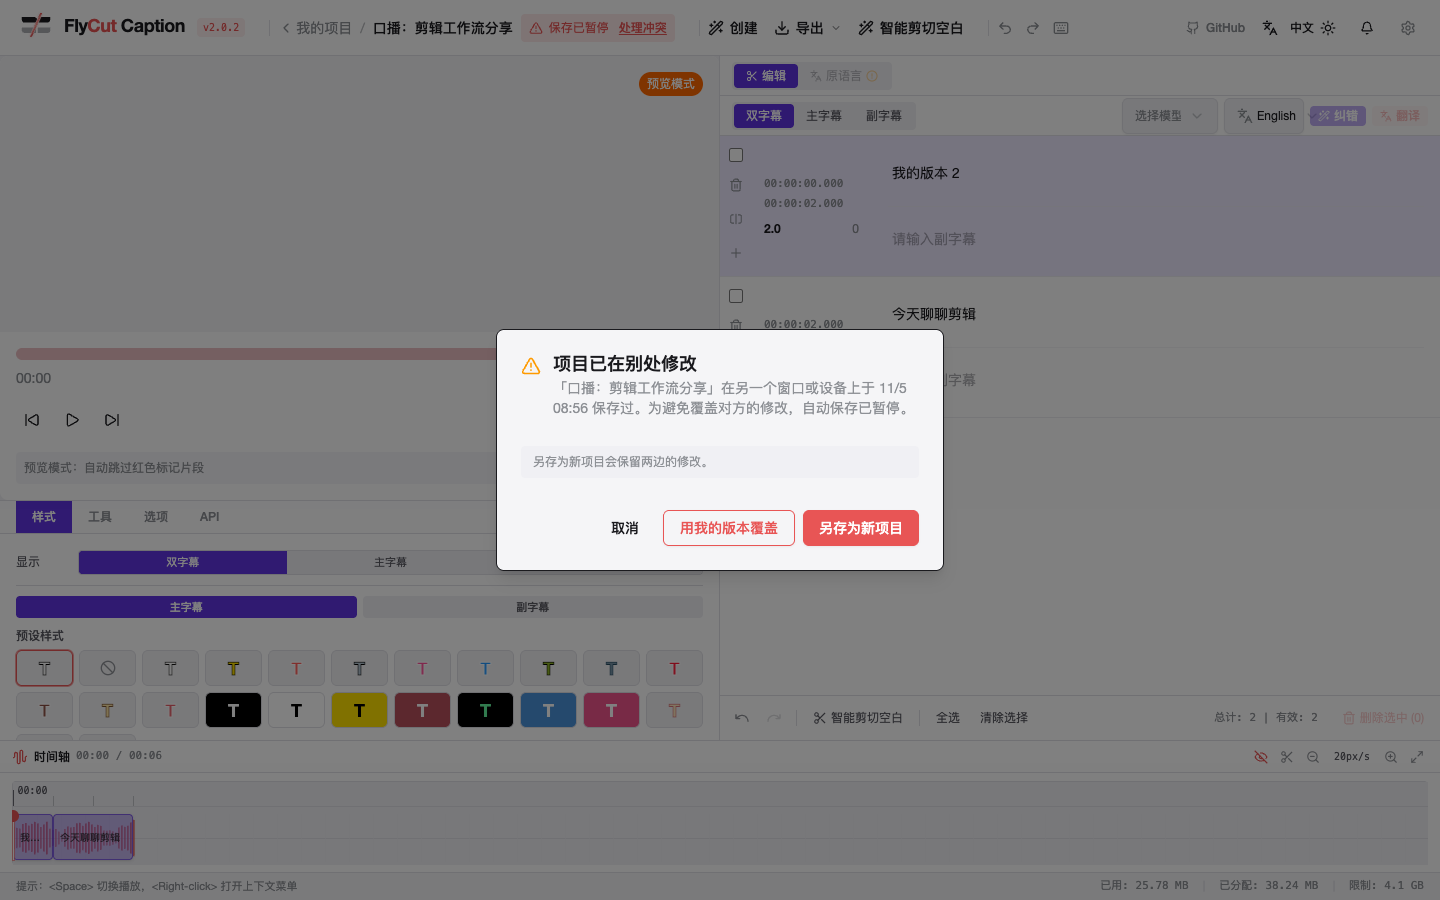 FlyCut Caption v2.0.2 我的项目 / 口播：剪辑工作流分享 保存已暂停 处理冲突 创建 导出 智能剪切空白 GitHub 中文
预览模式
编辑 原语言
双字幕 主字幕 副字幕 选择模型 English 纠错 翻译
我的版本 2
00:00:00.000
00:00:02.000
2.0 0
请输入副字幕
今天聊聊剪辑
00:00:02.000
字幕
00:00
预览模式：自动跳过红色标记片段
项目已在别处修改
「口播：剪辑工作流分享」在另一个窗口或设备上于 11/5
08:56 保存过。为避免覆盖对方的修改，自动保存已暂停。
另存为新项目会保留两边的修改。
取消 用我的版本覆盖 另存为新项目
样式 工具 选项 API
显示 双字幕 主字幕
主字幕 副字幕
预设样式
T T T T T T T T T T
T T T T T T T T T T T
智能剪切空白 全选 清除选择 总计: 2 | 有效: 2 删除选中 (0)
时间轴 00:00 / 00:06 20px/s
00:00
我... 今天聊聊剪辑
提示：<Space> 切换播放，<Right-click> 打开上下文菜单 已用: 25.78 MB 已分配: 38.24 MB 限制: 4.1 GB